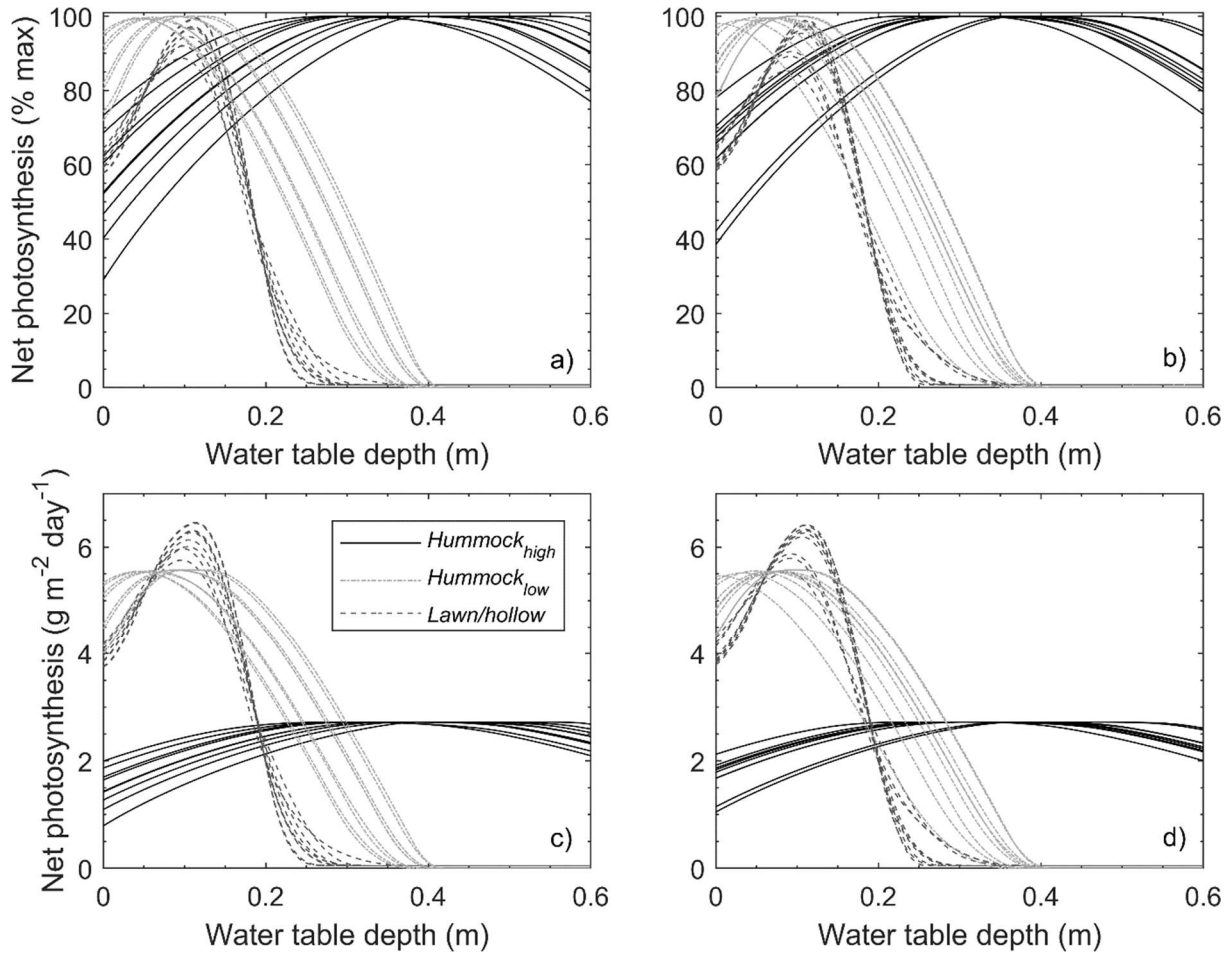 Net photosynthesis (% max)
100
80
60
40
20
0
a)
0
0.2
0.4
0.6
Water table depth (m)
100
80
60
40
20
0
b)
0
0.2
0.4
0.6
Water table depth (m)
Net photosynthesis (g m⁻² day⁻¹)
6
4
2
0
Hummock_high
Hummock_low
Lawn/hollow
c)
0
0.2
0.4
0.6
Water table depth (m)
6
4
2
0
d)
0
0.2
0.4
0.6
Water table depth (m)